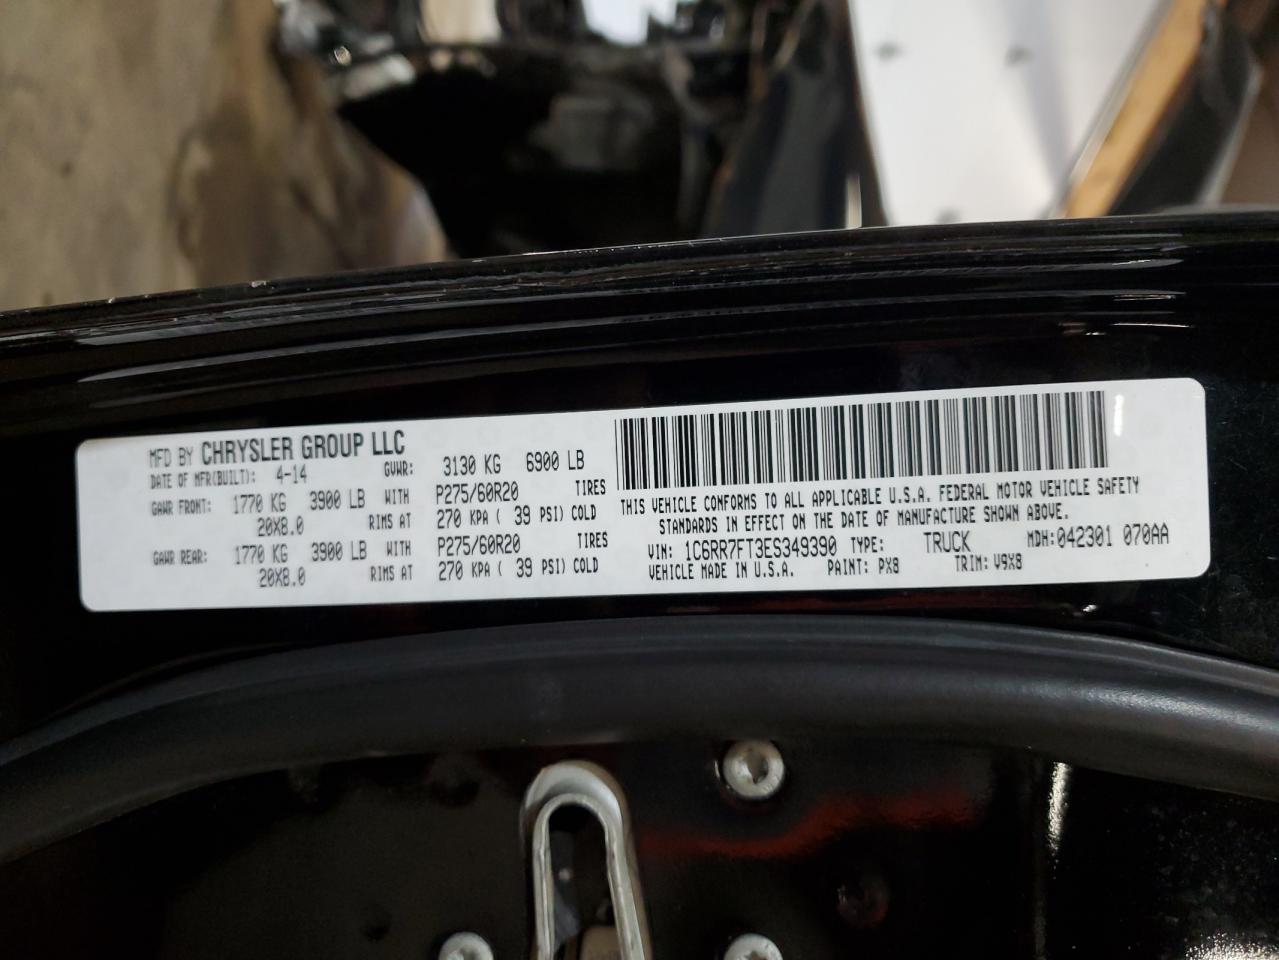 MFD BY CHRYSLER GROUP LLC
DATE OF MFR(BUILT): 4-14 GVWR: 3130 KG 6900 LB
GAWR FRONT: 1770 KG 3900 LB WITH P275/60R20 TIRES
20X8.0 RIMS AT 270 KPA ( 39 PSI) COLD
GAWR REAR: 1770 KG 3900 LB WITH P275/60R20 TIRES
20X8.0 RIMS AT 270 KPA ( 39 PSI) COLD
THIS VEHICLE CONFORMS TO ALL APPLICABLE U.S.A. FEDERAL MOTOR VEHICLE SAFETY
STANDARDS IN EFFECT ON THE DATE OF MANUFACTURE SHOWN ABOVE.
VIN: 1C6RR7FT3ES349390 TYPE: TRUCK MDH: 042301 070AA
VEHICLE MADE IN U.S.A. PAINT: PX8 TRIM: V9X8